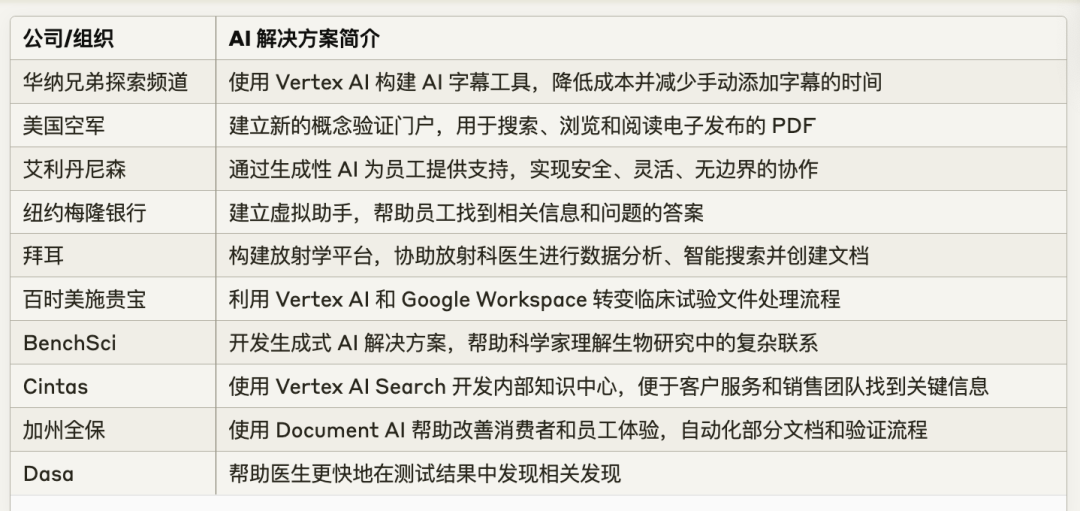 公司/组织 AI 解决方案简介
华纳兄弟探索频道 使用 Vertex AI 构建 AI 字幕工具，降低成本并减少手动添加字幕的时间
美国空军 建立新的概念验证门户，用于搜索、浏览和阅读电子发布的 PDF
艾利丹尼森 通过生成性 AI 为员工提供支持，实现安全、灵活、无边界的协作
纽约梅隆银行 建立虚拟助手，帮助员工找到相关信息和问题的答案
拜耳 构建放射学平台，协助放射科医生进行数据分析、智能搜索并创建文档
百时美施贵宝 利用 Vertex AI 和 Google Workspace 转变临床试验文件处理流程
BenchSci 开发生成式 AI 解决方案，帮助科学家理解生物研究中的复杂联系
Cintas 使用 Vertex AI Search 开发内部知识中心，便于客户服务和销售团队找到关键信息
加州全保 使用 Document AI 帮助改善消费者和员工体验，自动化部分文档和验证流程
Dasa 帮助医生更快地在测试结果中发现相关发现